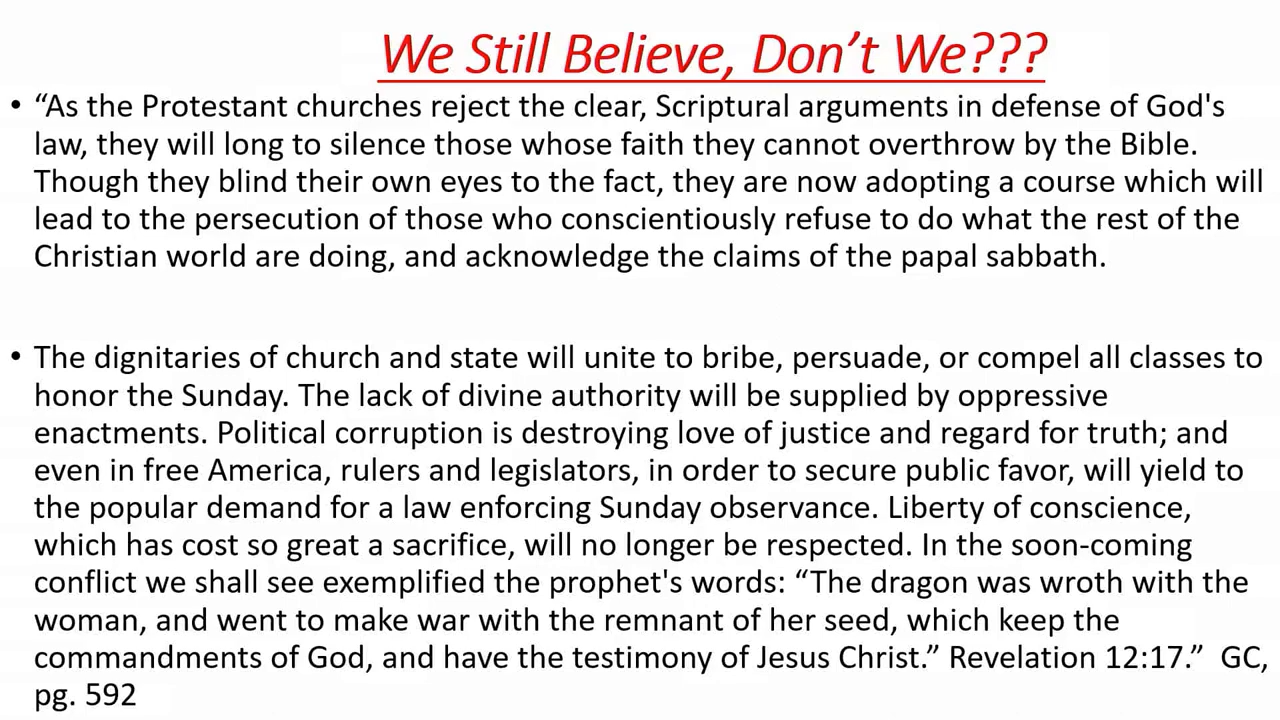 We Still Believe, Don’t We???
• “As the Protestant churches reject the clear, Scriptural arguments in defense of God's
law, they will long to silence those whose faith they cannot overthrow by the Bible.
Though they blind their own eyes to the fact, they are now adopting a course which will
lead to the persecution of those who conscientiously refuse to do what the rest of the
Christian world are doing, and acknowledge the claims of the papal sabbath.
• The dignitaries of church and state will unite to bribe, persuade, or compel all classes to
honor the Sunday. The lack of divine authority will be supplied by oppressive
enactments. Political corruption is destroying love of justice and regard for truth; and
even in free America, rulers and legislators, in order to secure public favor, will yield to
the popular demand for a law enforcing Sunday observance. Liberty of conscience,
which has cost so great a sacrifice, will no longer be respected. In the soon-coming
conflict we shall see exemplified the prophet's words: “The dragon was wroth with the
woman, and went to make war with the remnant of her seed, which keep the
commandments of God, and have the testimony of Jesus Christ.” Revelation 12:17.”  GC,
pg. 592